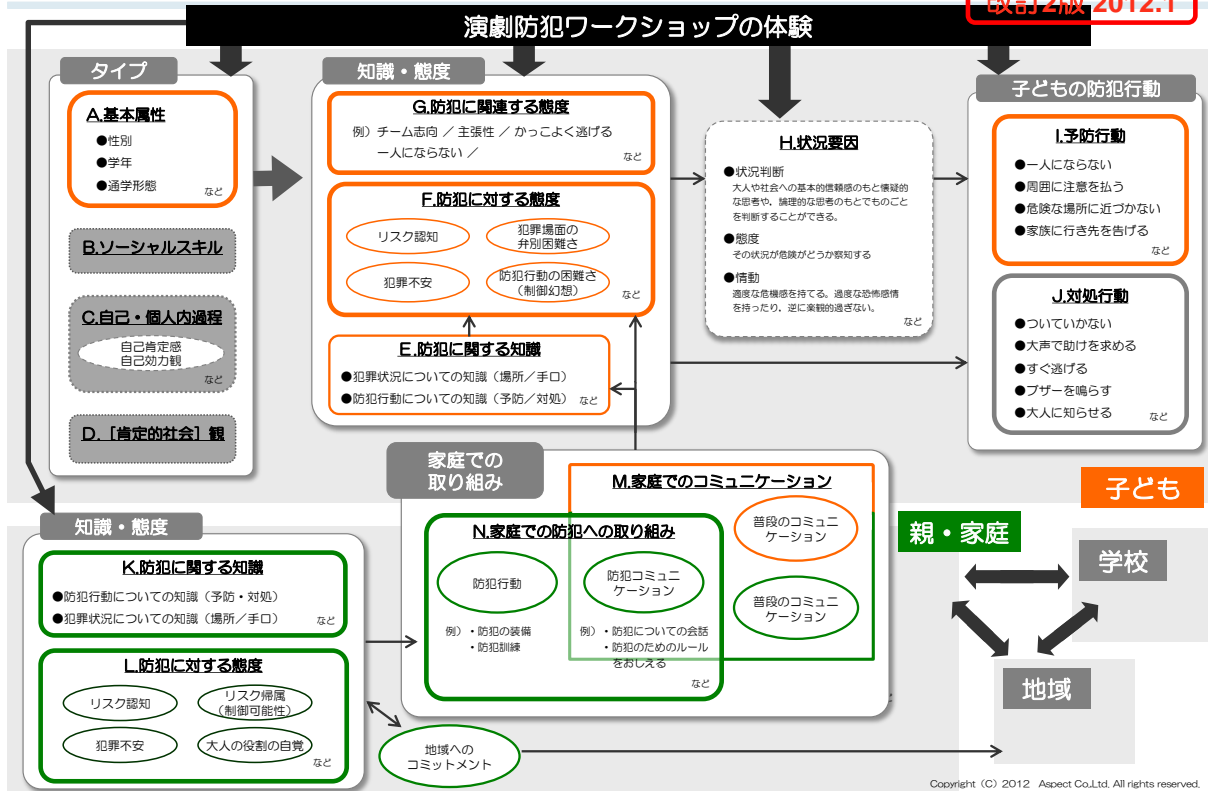 改訂2版 2012.1
演劇防犯ワークショップの体験
タイプ
A.基本属性
●性別
●学年
●通学形態
など
B.ソーシャルスキル
C.自己・個人内過程
自己肯定感
自己効力観
など
D.［肯定的社会］観
知識・態度
G.防犯に関連する態度
例）チーム志向 ／ 主張性 ／ かっこよく逃げる
一人にならない ／
など
F.防犯に対する態度
リスク認知
犯罪場面の
弁別困難さ
犯罪不安
防犯行動の困難さ
（制御幻想）
など
E.防犯に関する知識
●犯罪状況についての知識（場所／手口）
●防犯行動についての知識（予防／対処）
など
H.状況要因
●状況判断
大人や社会への基本的信頼感のもと懐疑的
な思考や、論理的な思考のもとでものごと
を判断することができる。
●態度
その状況が危険がどうか察知する
●情動
適度な危機感を持てる。過度な恐怖感情
を持ったり、逆に楽観的過ぎない。
など
子どもの防犯行動
I.予防行動
●一人にならない
●周囲に注意を払う
●危険な場所に近づかない
●家族に行き先を告げる
など
J.対処行動
●ついていかない
●大声で助けを求める
●すぐ逃げる
●ブザーを鳴らす
●大人に知らせる
など
子ども
家庭での
取り組み
M.家庭でのコミュニケーション
普段のコミュニ
ケーション
普段のコミュニ
ケーション
N.家庭での防犯への取り組み
防犯行動
防犯コミュニ
ケーション
例）・防犯の装備
・防犯訓練
例）・防犯についての会話
・防犯のためのルール
をおしえる
など
知識・態度
K.防犯に関する知識
●防犯行動についての知識（予防・対処）
●犯罪状況についての知識（場所／手口）
など
L.防犯に対する態度
リスク認知
リスク帰属
（制御可能性）
犯罪不安
大人の役割の自覚
など
地域への
コミットメント
親・家庭
学校
地域
Copyright（C）2012 Aspect Co.,Ltd. All rights reserved.